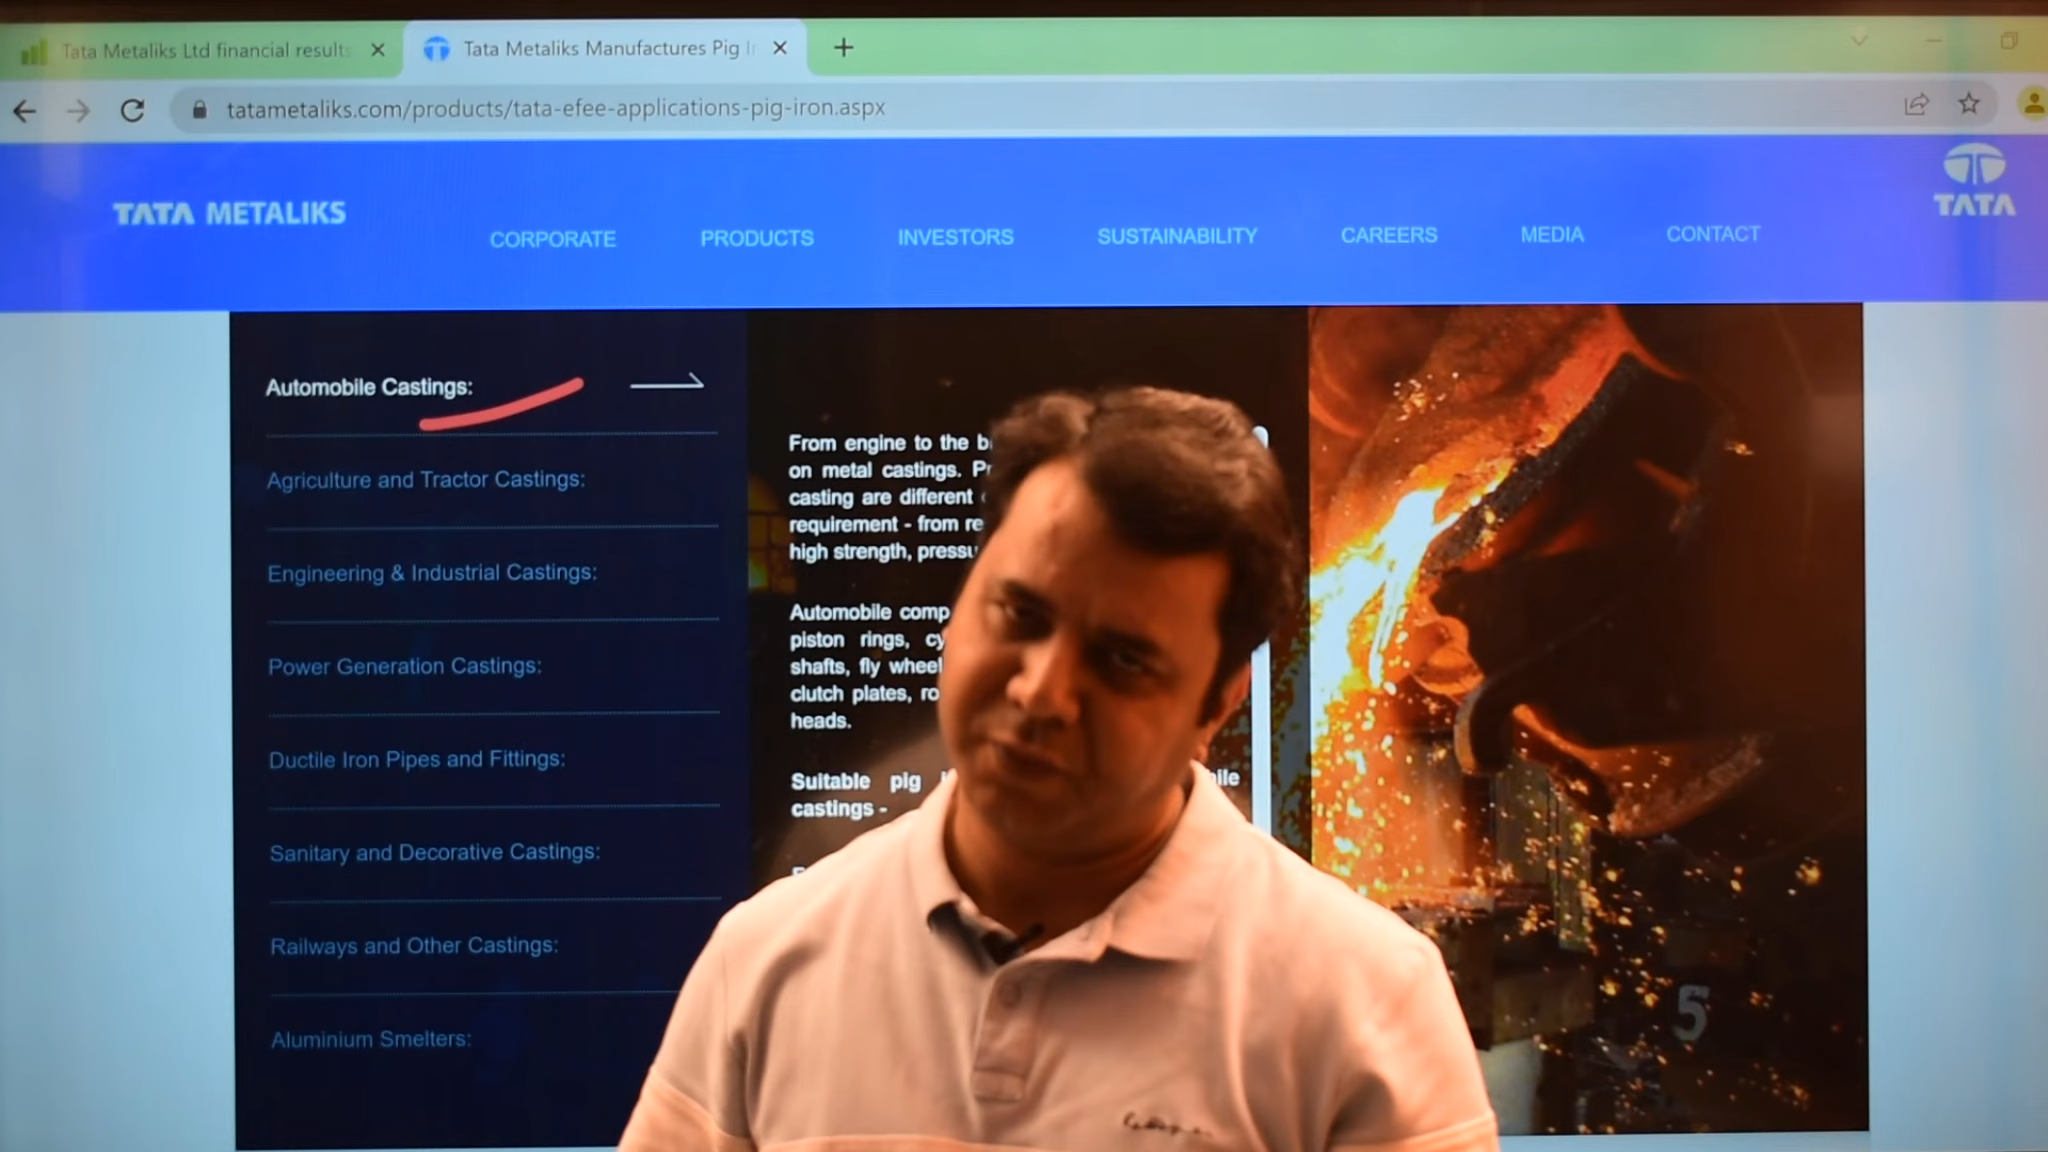 Tata Metaliks Ltd financial results
Tata Metaliks Manufactures Pig
tatametaliks.com/products/tata-efee-applications-pig-iron.aspx
TATA METALIKS
CORPORATE
PRODUCTS
INVESTORS
SUSTAINABILITY
CAREERS
MEDIA
CONTACT
TATA
Automobile Castings:
Agriculture and Tractor Castings:
Engineering & Industrial Castings:
Power Generation Castings:
Ductile Iron Pipes and Fittings:
Sanitary and Decorative Castings:
Railways and Other Castings:
Aluminium Smelters:
From engine to the
on metal castings.
casting are different
requirement - from
high strength,
Automobile
piston rings,
shafts, fly
clutch plates,
heads.
Suitable pig
castings -
5